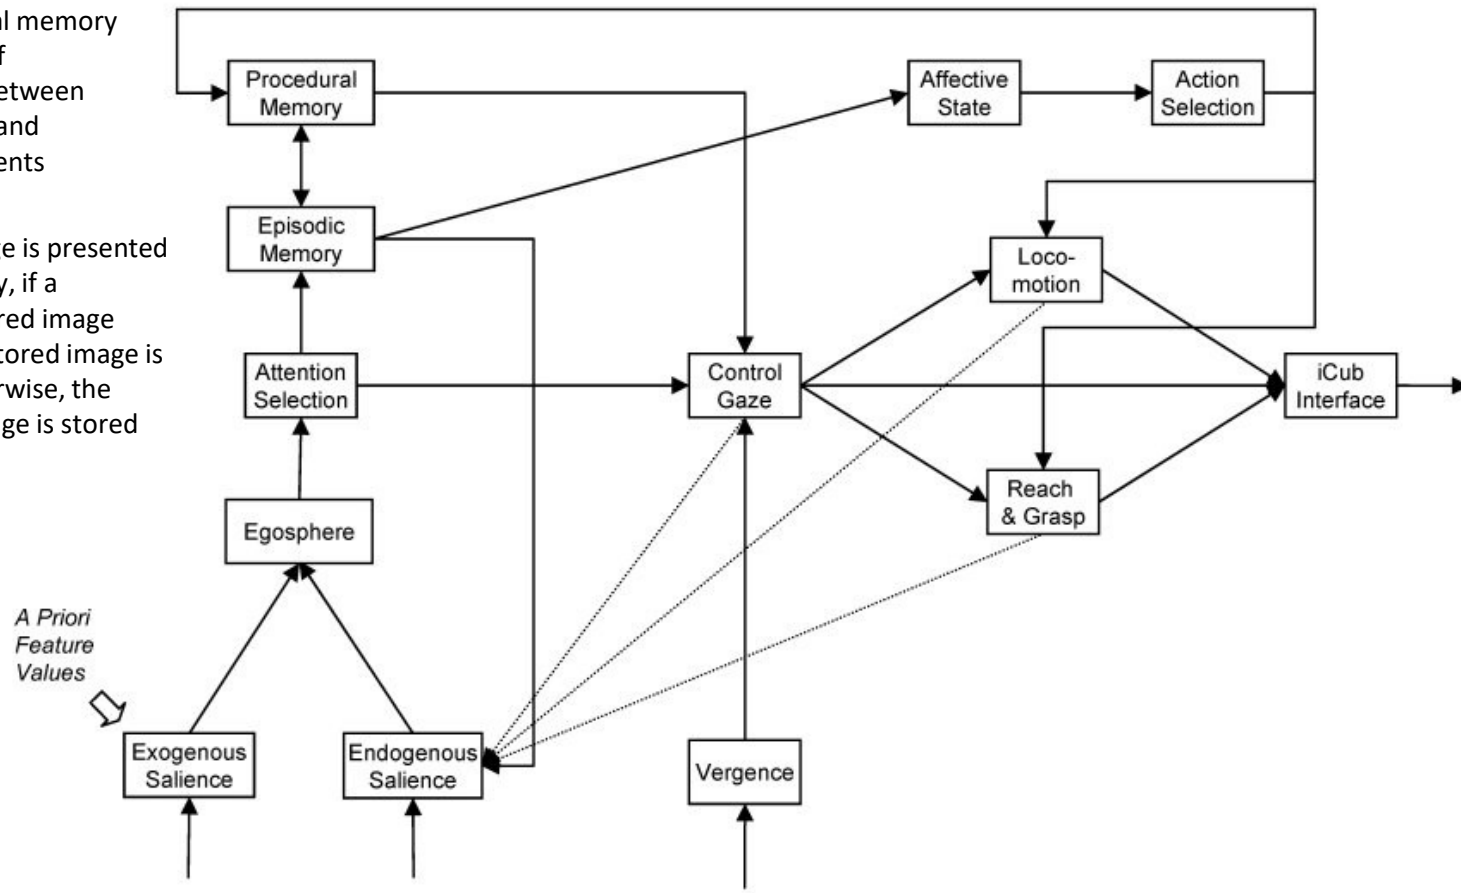 al memory
f
etween
and
ents
ge is presented
y, if a
red image
tored image is
rwise, the
ge is stored
Procedural
Memory
Affective
State
Action
Selection
Episodic
Memory
Loco-
motion
Attention
Selection
Control
Gaze
iCub
Interface
Reach
& Grasp
Egosphere
A Priori
Feature
Values
Exogenous
Salience
Endogenous
Salience
Vergence